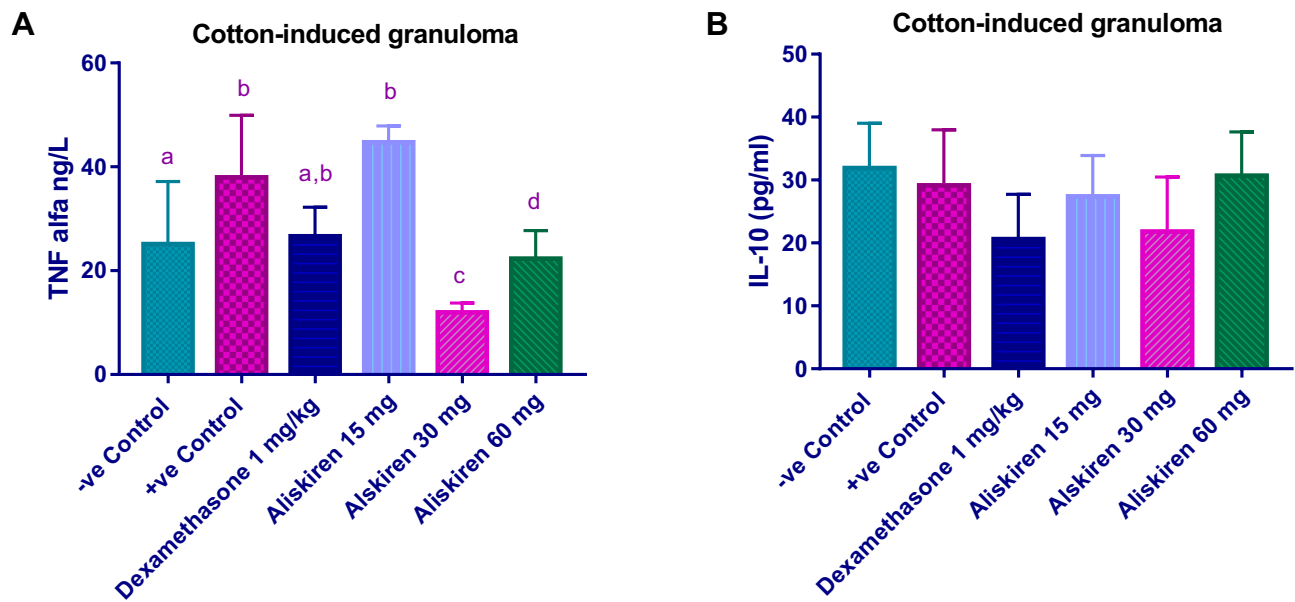 A
Cotton-induced granuloma
TNF alfa ng/L
60
40
20
0
a
b
a,b
b
c
d
-ve Control
+ve Control
Dexamethasone 1 mg/kg
Aliskiren 15 mg
Alskiren 30 mg
Aliskiren 60 mg
B
Cotton-induced granuloma
IL-10 (pg/ml)
50
40
30
20
10
0
-ve Control
+ve Control
Dexamethasone 1 mg/kg
Aliskiren 15 mg
Alskiren 30 mg
Aliskiren 60 mg